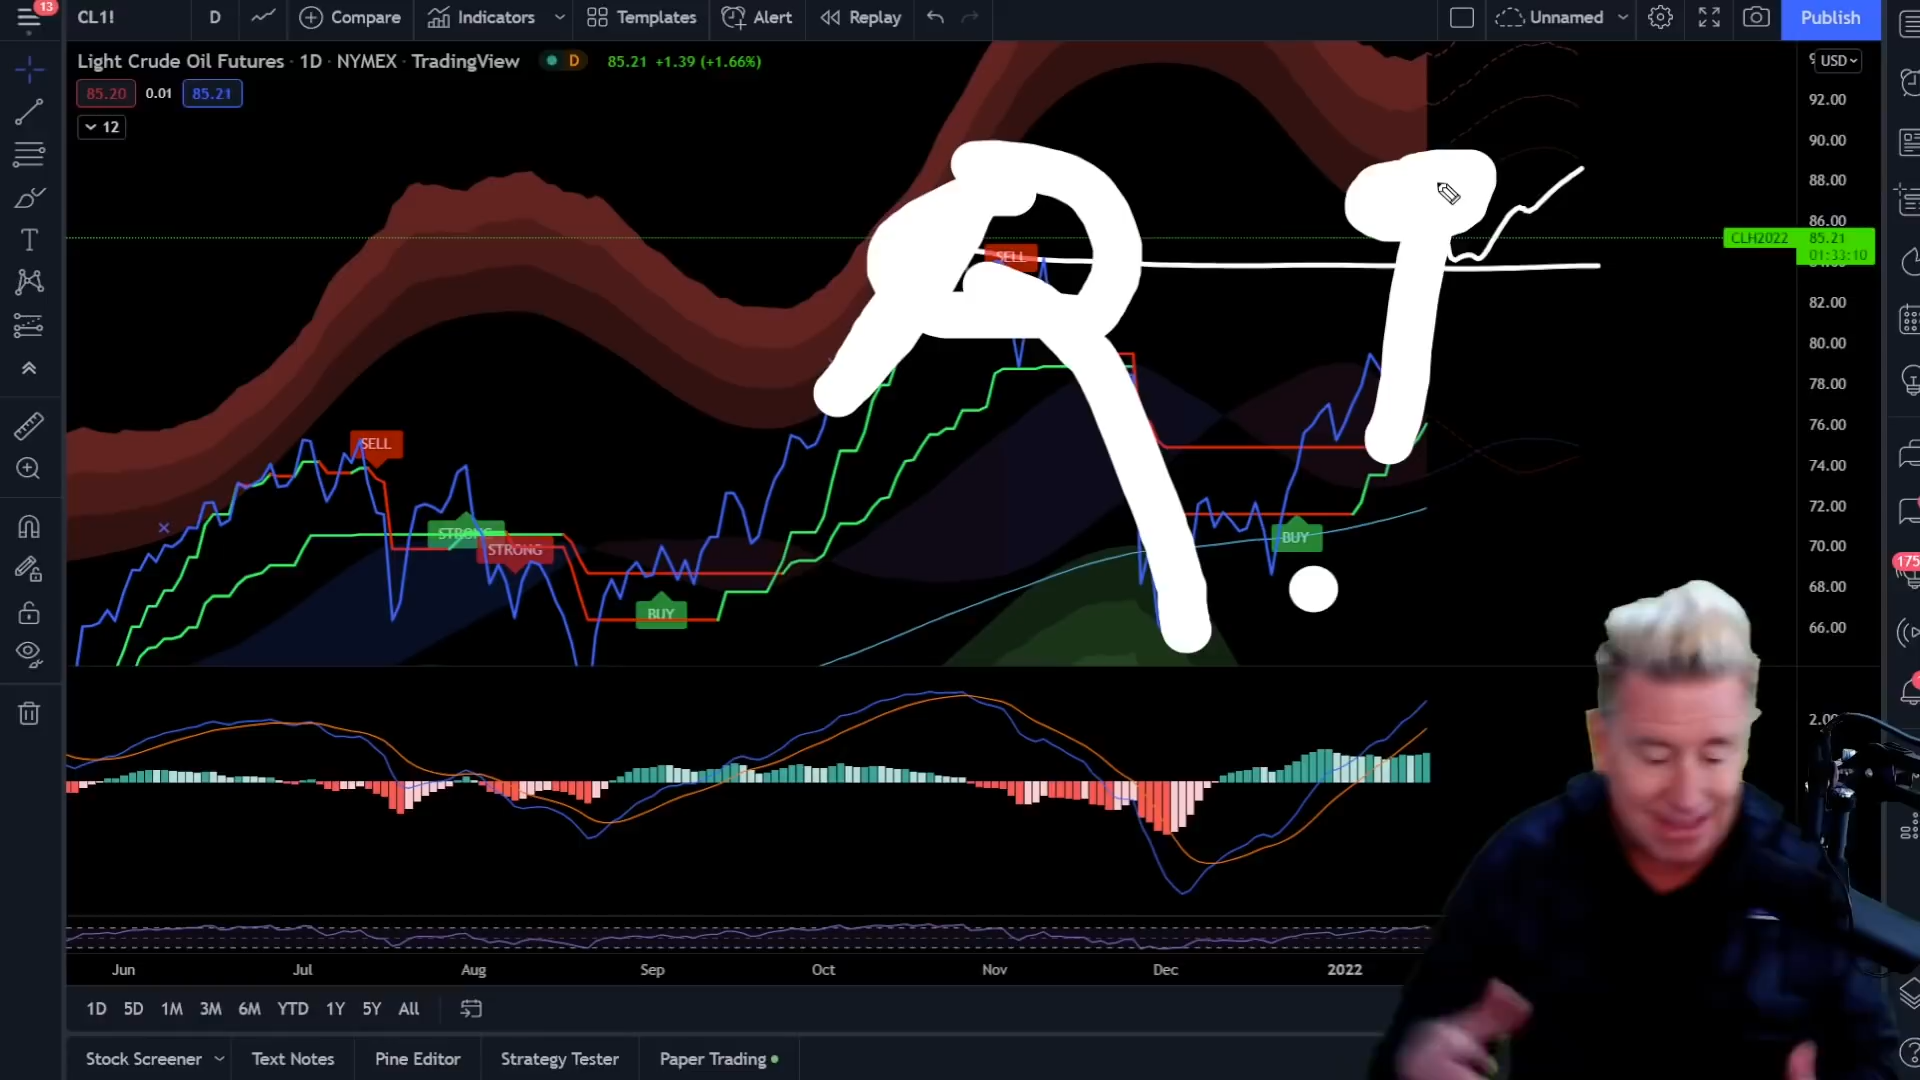 13
CL1!
D
Compare
Indicators
Templates
Alert
Replay
Unnamed
Publish
Light Crude Oil Futures · 1D · NYMEX · TradingView
D
85.21 +1.39 (+1.66%)
USD
85.20
0.01
85.21
12
92.00
90.00
88.00
86.00
CLH2022
85.21
01:33:10
82.00
80.00
78.00
76.00
74.00
72.00
70.00
68.00
66.00
SELL
SELL
STRONG
STRONG
BUY
BUY
175
Jun
Jul
Aug
Sep
Oct
Nov
Dec
2022
1D
5D
1M
3M
6M
YTD
1Y
5Y
All
Stock Screener
Text Notes
Pine Editor
Strategy Tester
Paper Trading